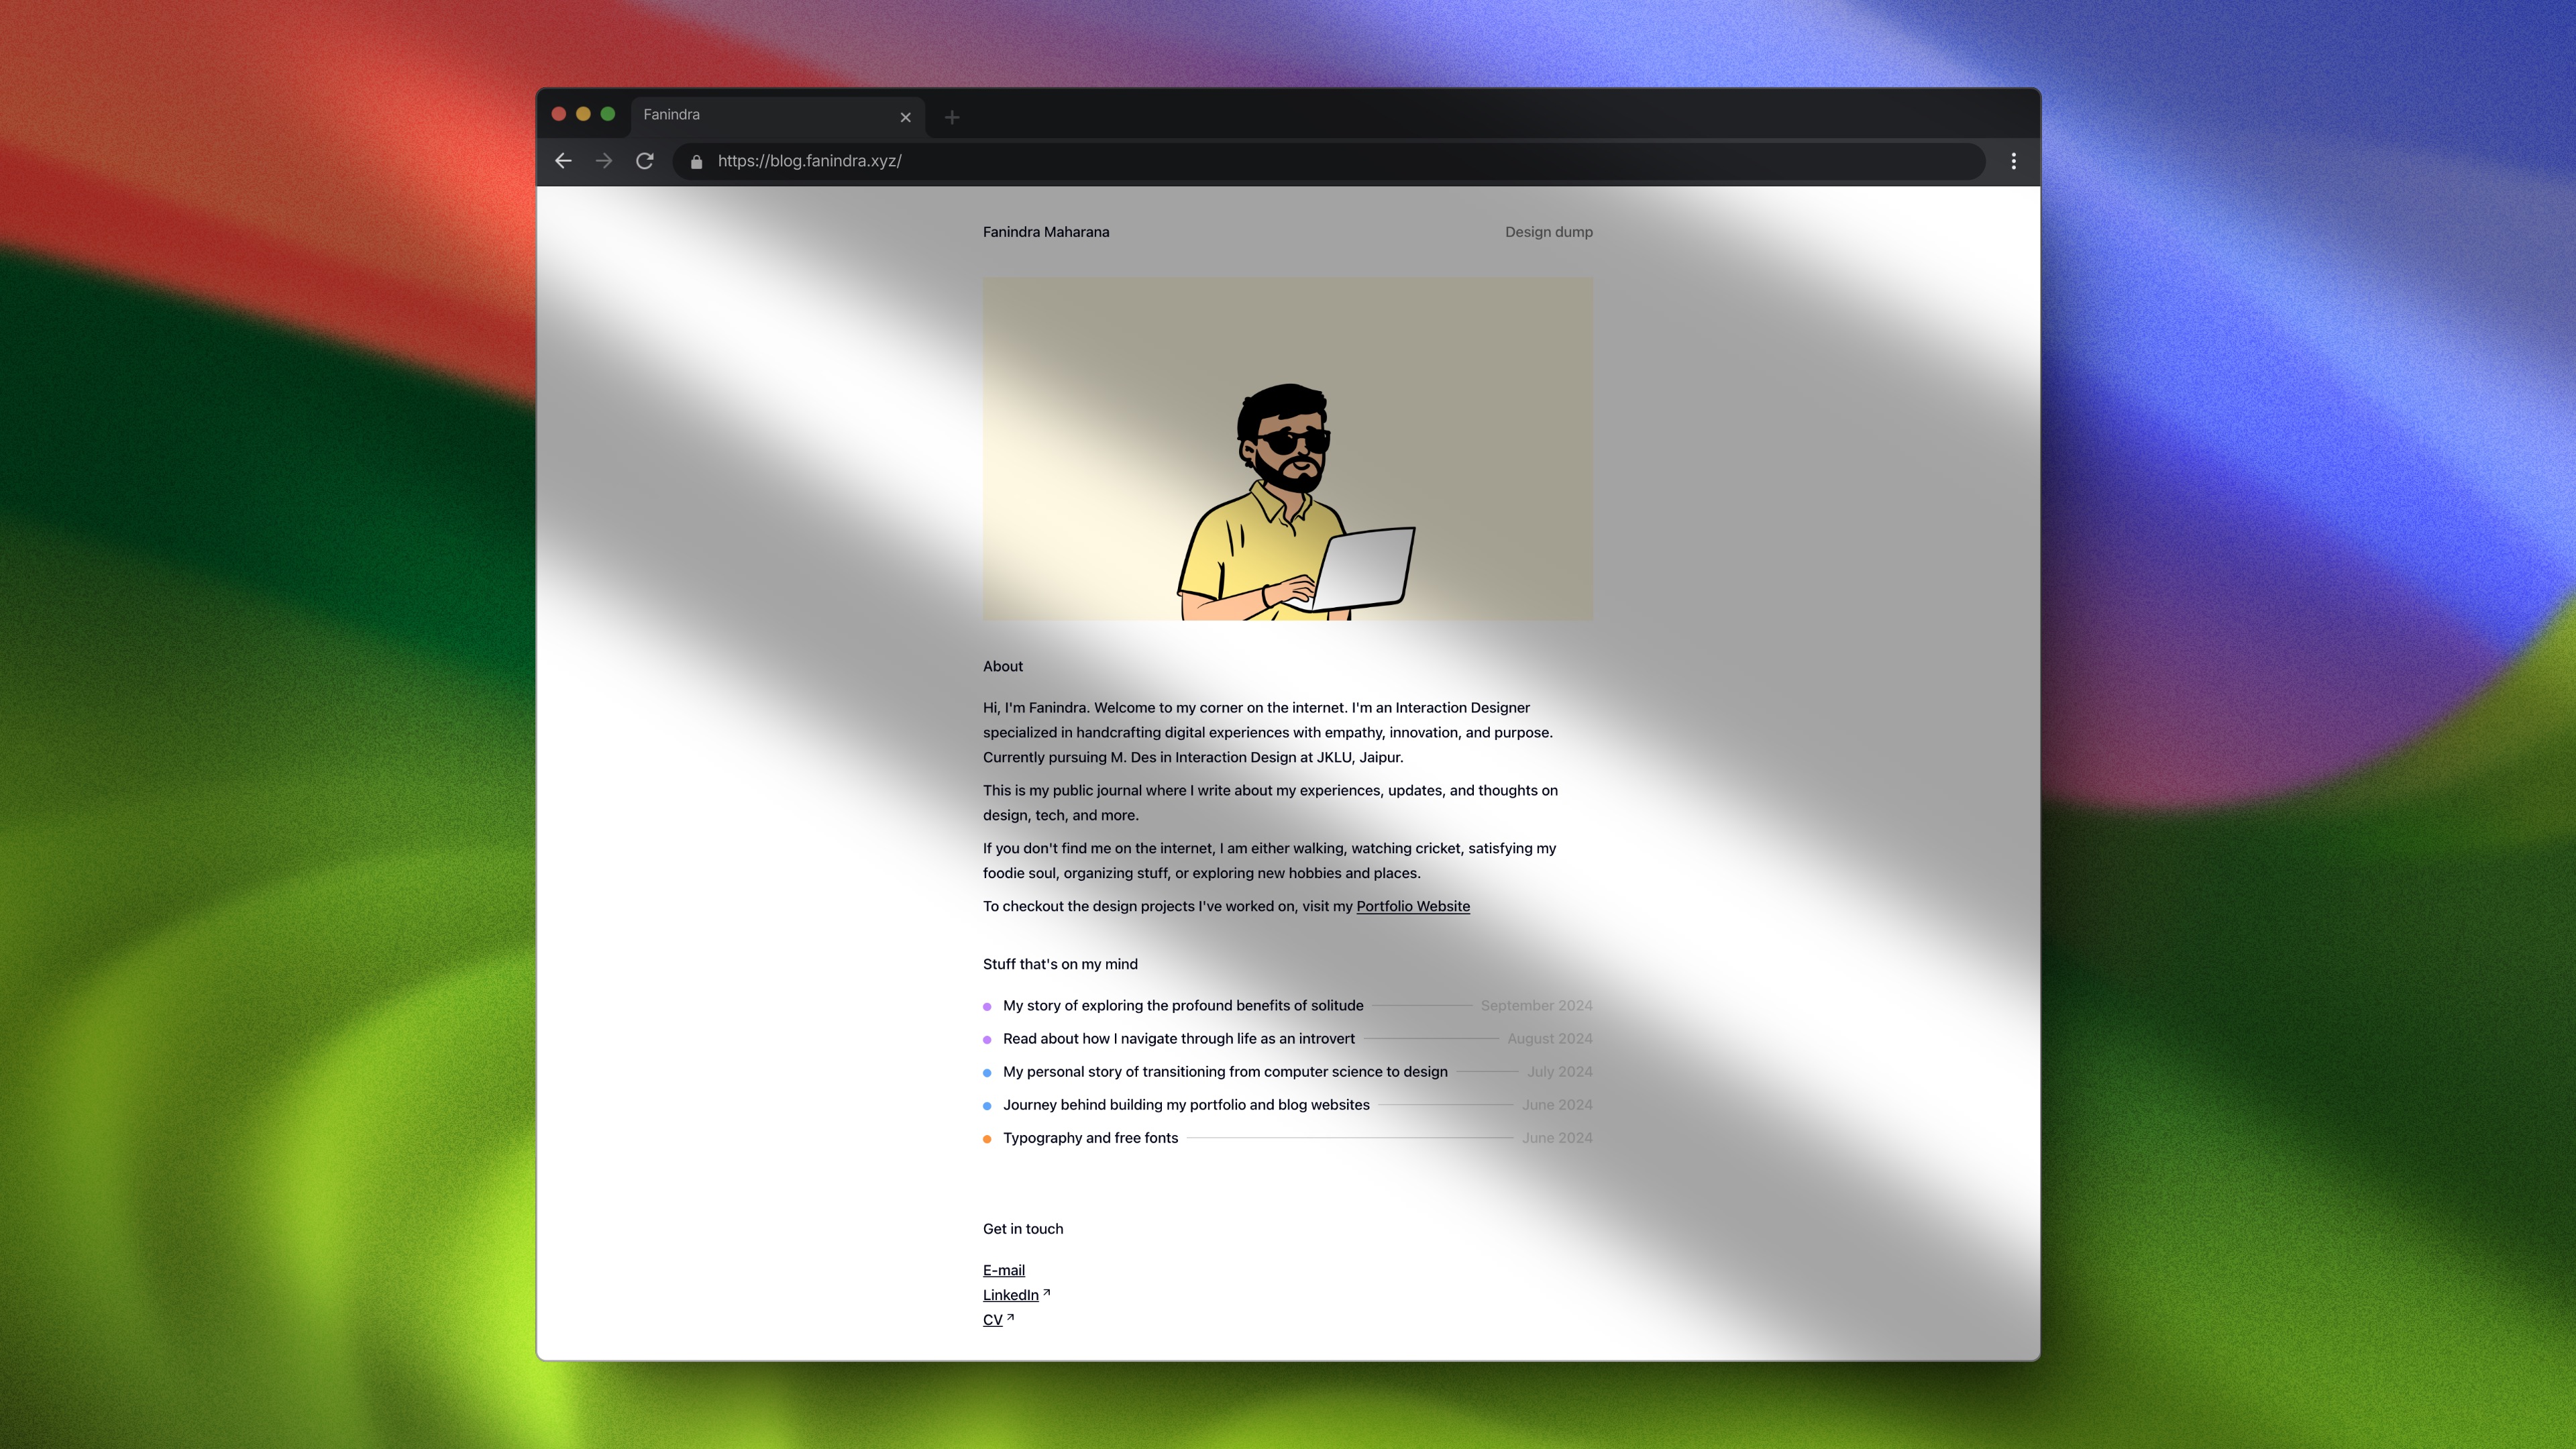 Fanindra
https://blog.fanindra.xyz/
Fanindra Maharana
Design dump
About
Hi, I'm Fanindra. Welcome to my corner on the internet. I'm an Interaction Designer
specialized in handcrafting digital experiences with empathy, innovation, and purpose.
Currently pursuing M. Des in Interaction Design at JKLU, Jaipur.
This is my public journal where I write about my experiences, updates, and thoughts on
design, tech, and more.
If you don't find me on the internet, I am either walking, watching cricket, satisfying my
foodie soul, organizing stuff, or exploring new hobbies and places.
To checkout the design projects I've worked on, visit my Portfolio Website
Stuff that's on my mind
My story of exploring the profound benefits of solitude September 2024
Read about how I navigate through life as an introvert August 2024
My personal story of transitioning from computer science to design July 2024
Journey behind building my portfolio and blog websites June 2024
Typography and free fonts June 2024
Get in touch
E-mail
LinkedIn
CV